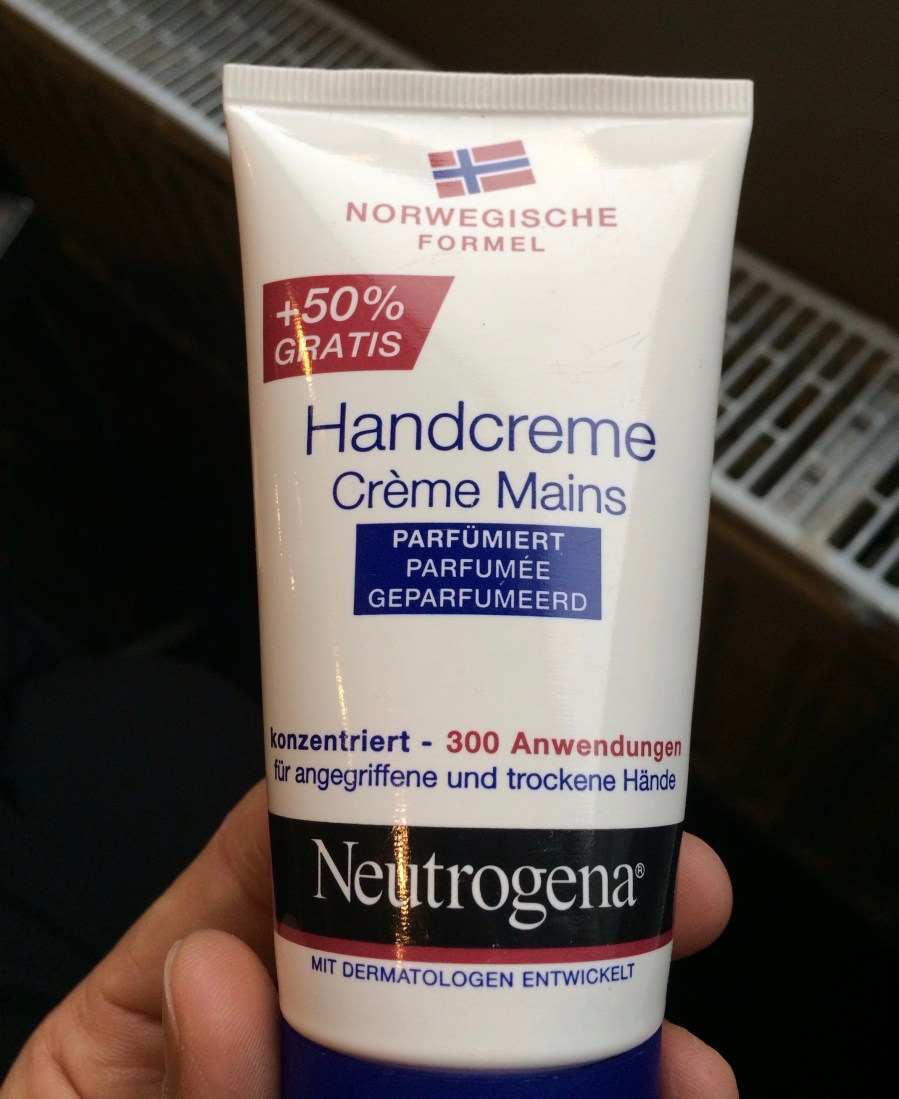 NORWEGISCHE
FORMEL
+50%
GRATIS
Handcreme
Crème Mains
PARFÜMIERT
PARFUMÉE
GEPARFUMEERD
konzentriert - 300 Anwendungen
für angegriffene und trockene Hände
Neutrogena®
MIT DERMATOLOGEN ENTWICKELT